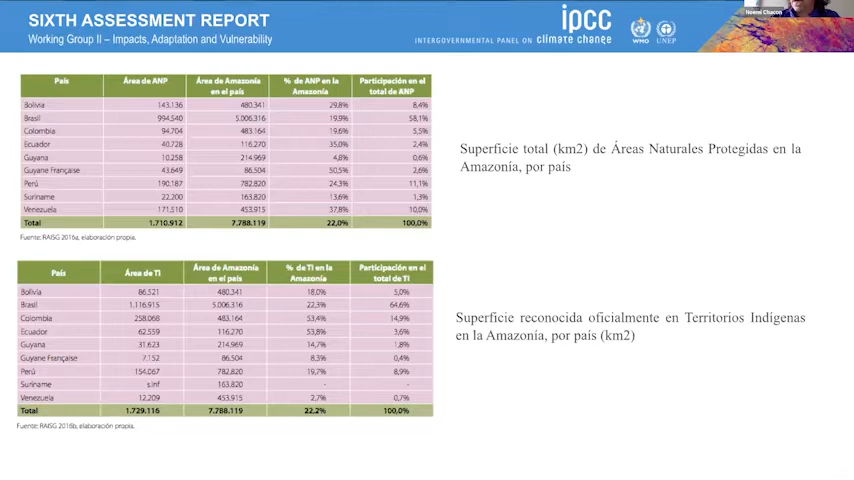 SIXTH ASSESSMENT REPORT
Working Group II – Impacts, Adaptation and Vulnerability
INTERGOVERNMENTAL PANEL ON climate change
ipcc
WMO
UNEP
Noemi Chacon
País Área de ANP Área de Amazonía en el país % de ANP en la Amazonía Participación en el total de ANP
Bolivia 143.136 480.341 29,8% 8,4%
Brasil 994.540 5.006.316 19,9% 58,1%
Colombia 94.704 483.164 19,6% 5,5%
Ecuador 40.728 116.270 35,0% 2,4%
Guyana 10.258 214.969 4,8% 0,6%
Guyane Française 43.649 86.504 50,5% 2,6%
Perú 190.187 782.820 24,3% 11,1%
Suriname 22.200 163.820 13,6% 1,3%
Venezuela 171.510 453.915 37,8% 10,0%
Total 1.710.912 7.788.119 22,0% 100,0%
Fuente: RAISG 2016a, elaboración propia.
Superficie total (km2) de Áreas Naturales Protegidas en la
Amazonía, por país
País Área de TI Área de Amazonía en el país % de TI en la Amazonía Participación en el total de TI
Bolivia 86.521 480.341 18,0% 5,0%
Brasil 1.116.915 5.006.316 22,3% 64,6%
Colombia 258.068 483.164 53,4% 14,9%
Ecuador 62.559 116.270 53,8% 3,6%
Guyana 31.623 214.969 14,7% 1,8%
Guyane Française 7.152 86.504 8,3% 0,4%
Perú 154.067 782.820 19,7% 8,9%
Suriname s.inf 163.820 - -
Venezuela 12.209 453.915 2,7% 0,7%
Total 1.729.116 7.788.119 22,2% 100,0%
Fuente: RAISG 2016b, elaboración propia.
Superficie reconocida oficialmente en Territorios Indígenas
en la Amazonía, por país (km2)